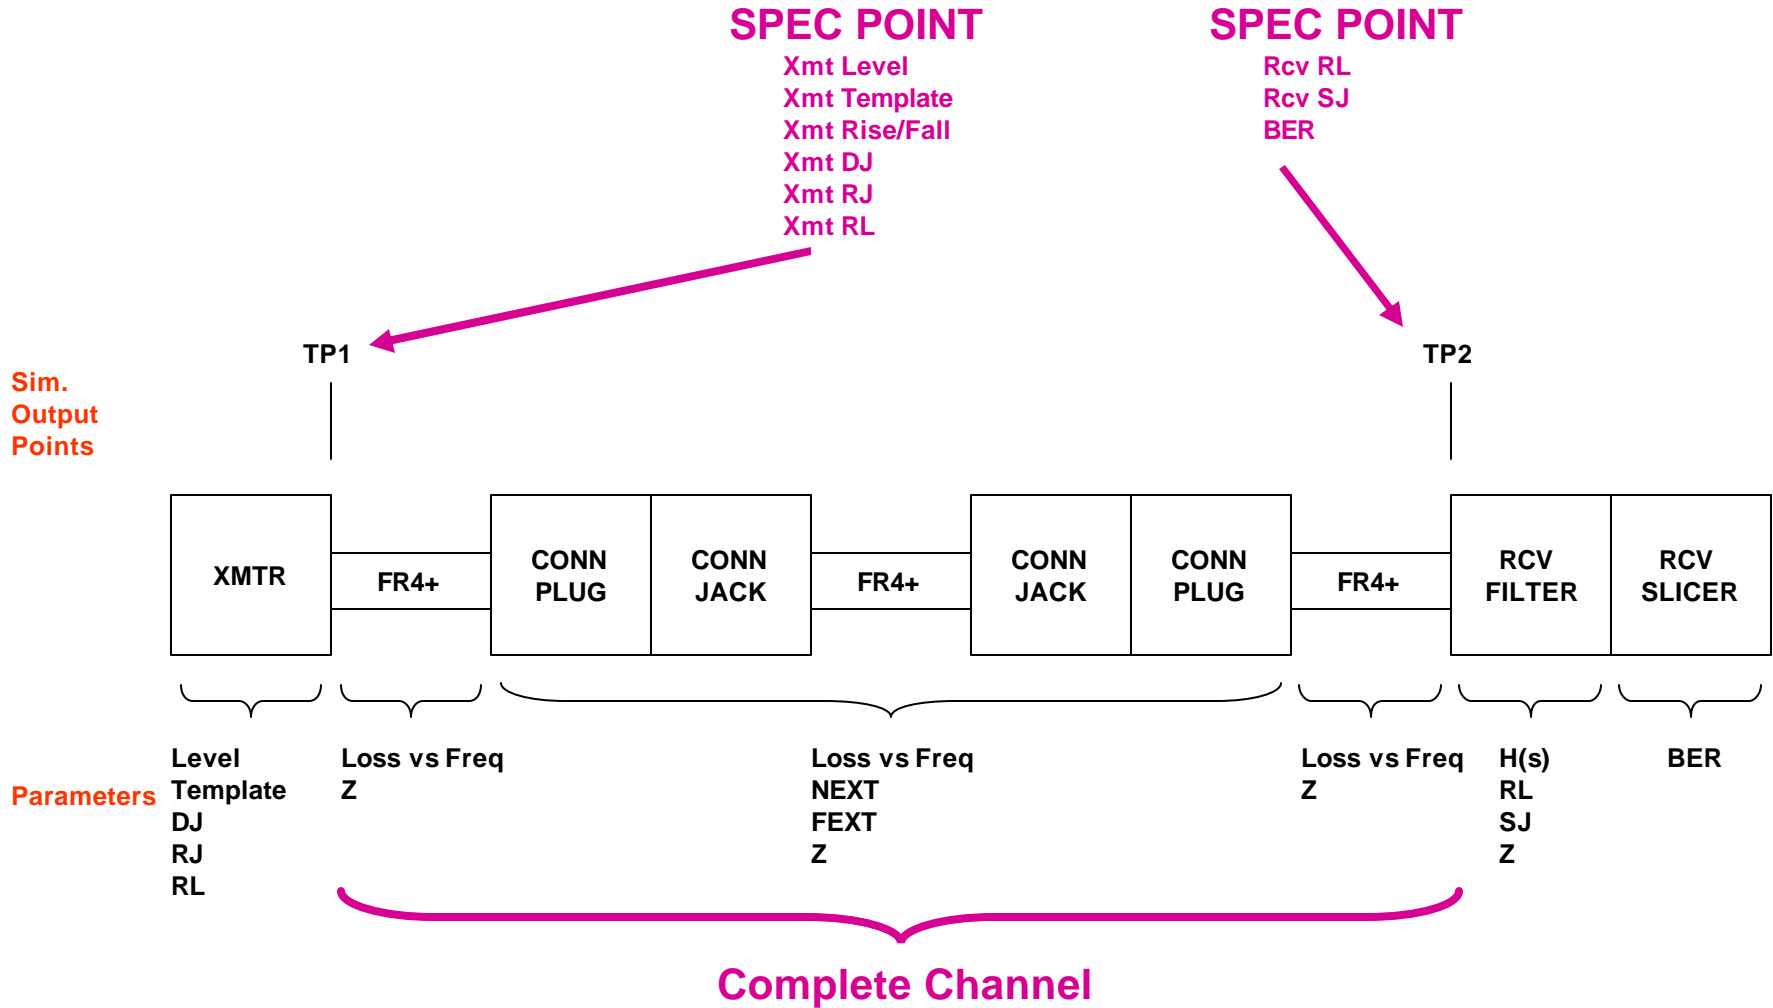 SPEC POINT
Xmt Level
Xmt Template
Xmt Rise/Fall
Xmt DJ
Xmt RJ
Xmt RL
SPEC POINT
Rcv RL
Rcv SJ
BER
TP1
TP2
Sim.
Output
Points
XMTR
FR4+
CONN
PLUG
CONN
JACK
FR4+
CONN
JACK
CONN
PLUG
FR4+
RCV
FILTER
RCV
SLICER
Parameters
Level
Template
DJ
RJ
RL
Loss vs Freq
Z
Loss vs Freq
NEXT
FEXT
Z
Loss vs Freq
Z
H(s)
RL
SJ
Z
BER
Complete Channel